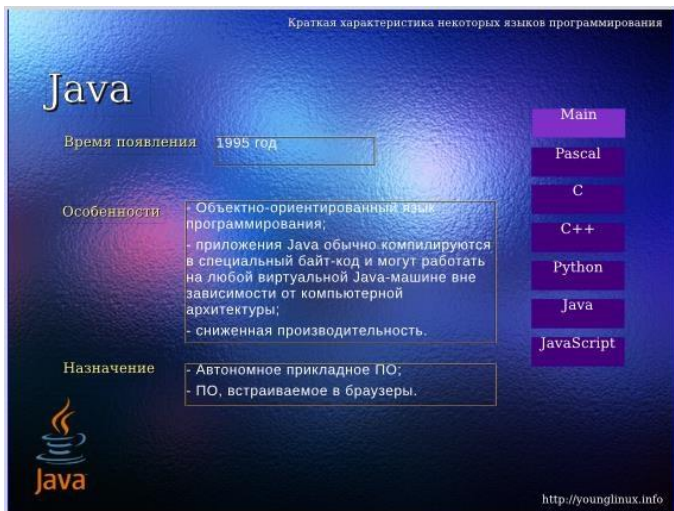 Краткая характеристика некоторых языков программирования
Java
Время появления
1995 год
Особенности
- Объектно-ориентированный язык
программирования;
- приложения Java обычно компилируются
в специальный байт-код и могут работать
на любой виртуальной Java-машине вне
зависимости от компьютерной
архитектуры;
- сниженная производительность.
Назначение
- Автономное прикладное ПО;
- ПО, встраиваемое в браузеры.
Main
Pascal
C
C++
Python
Java
JavaScript
Java
http://younglinux.info